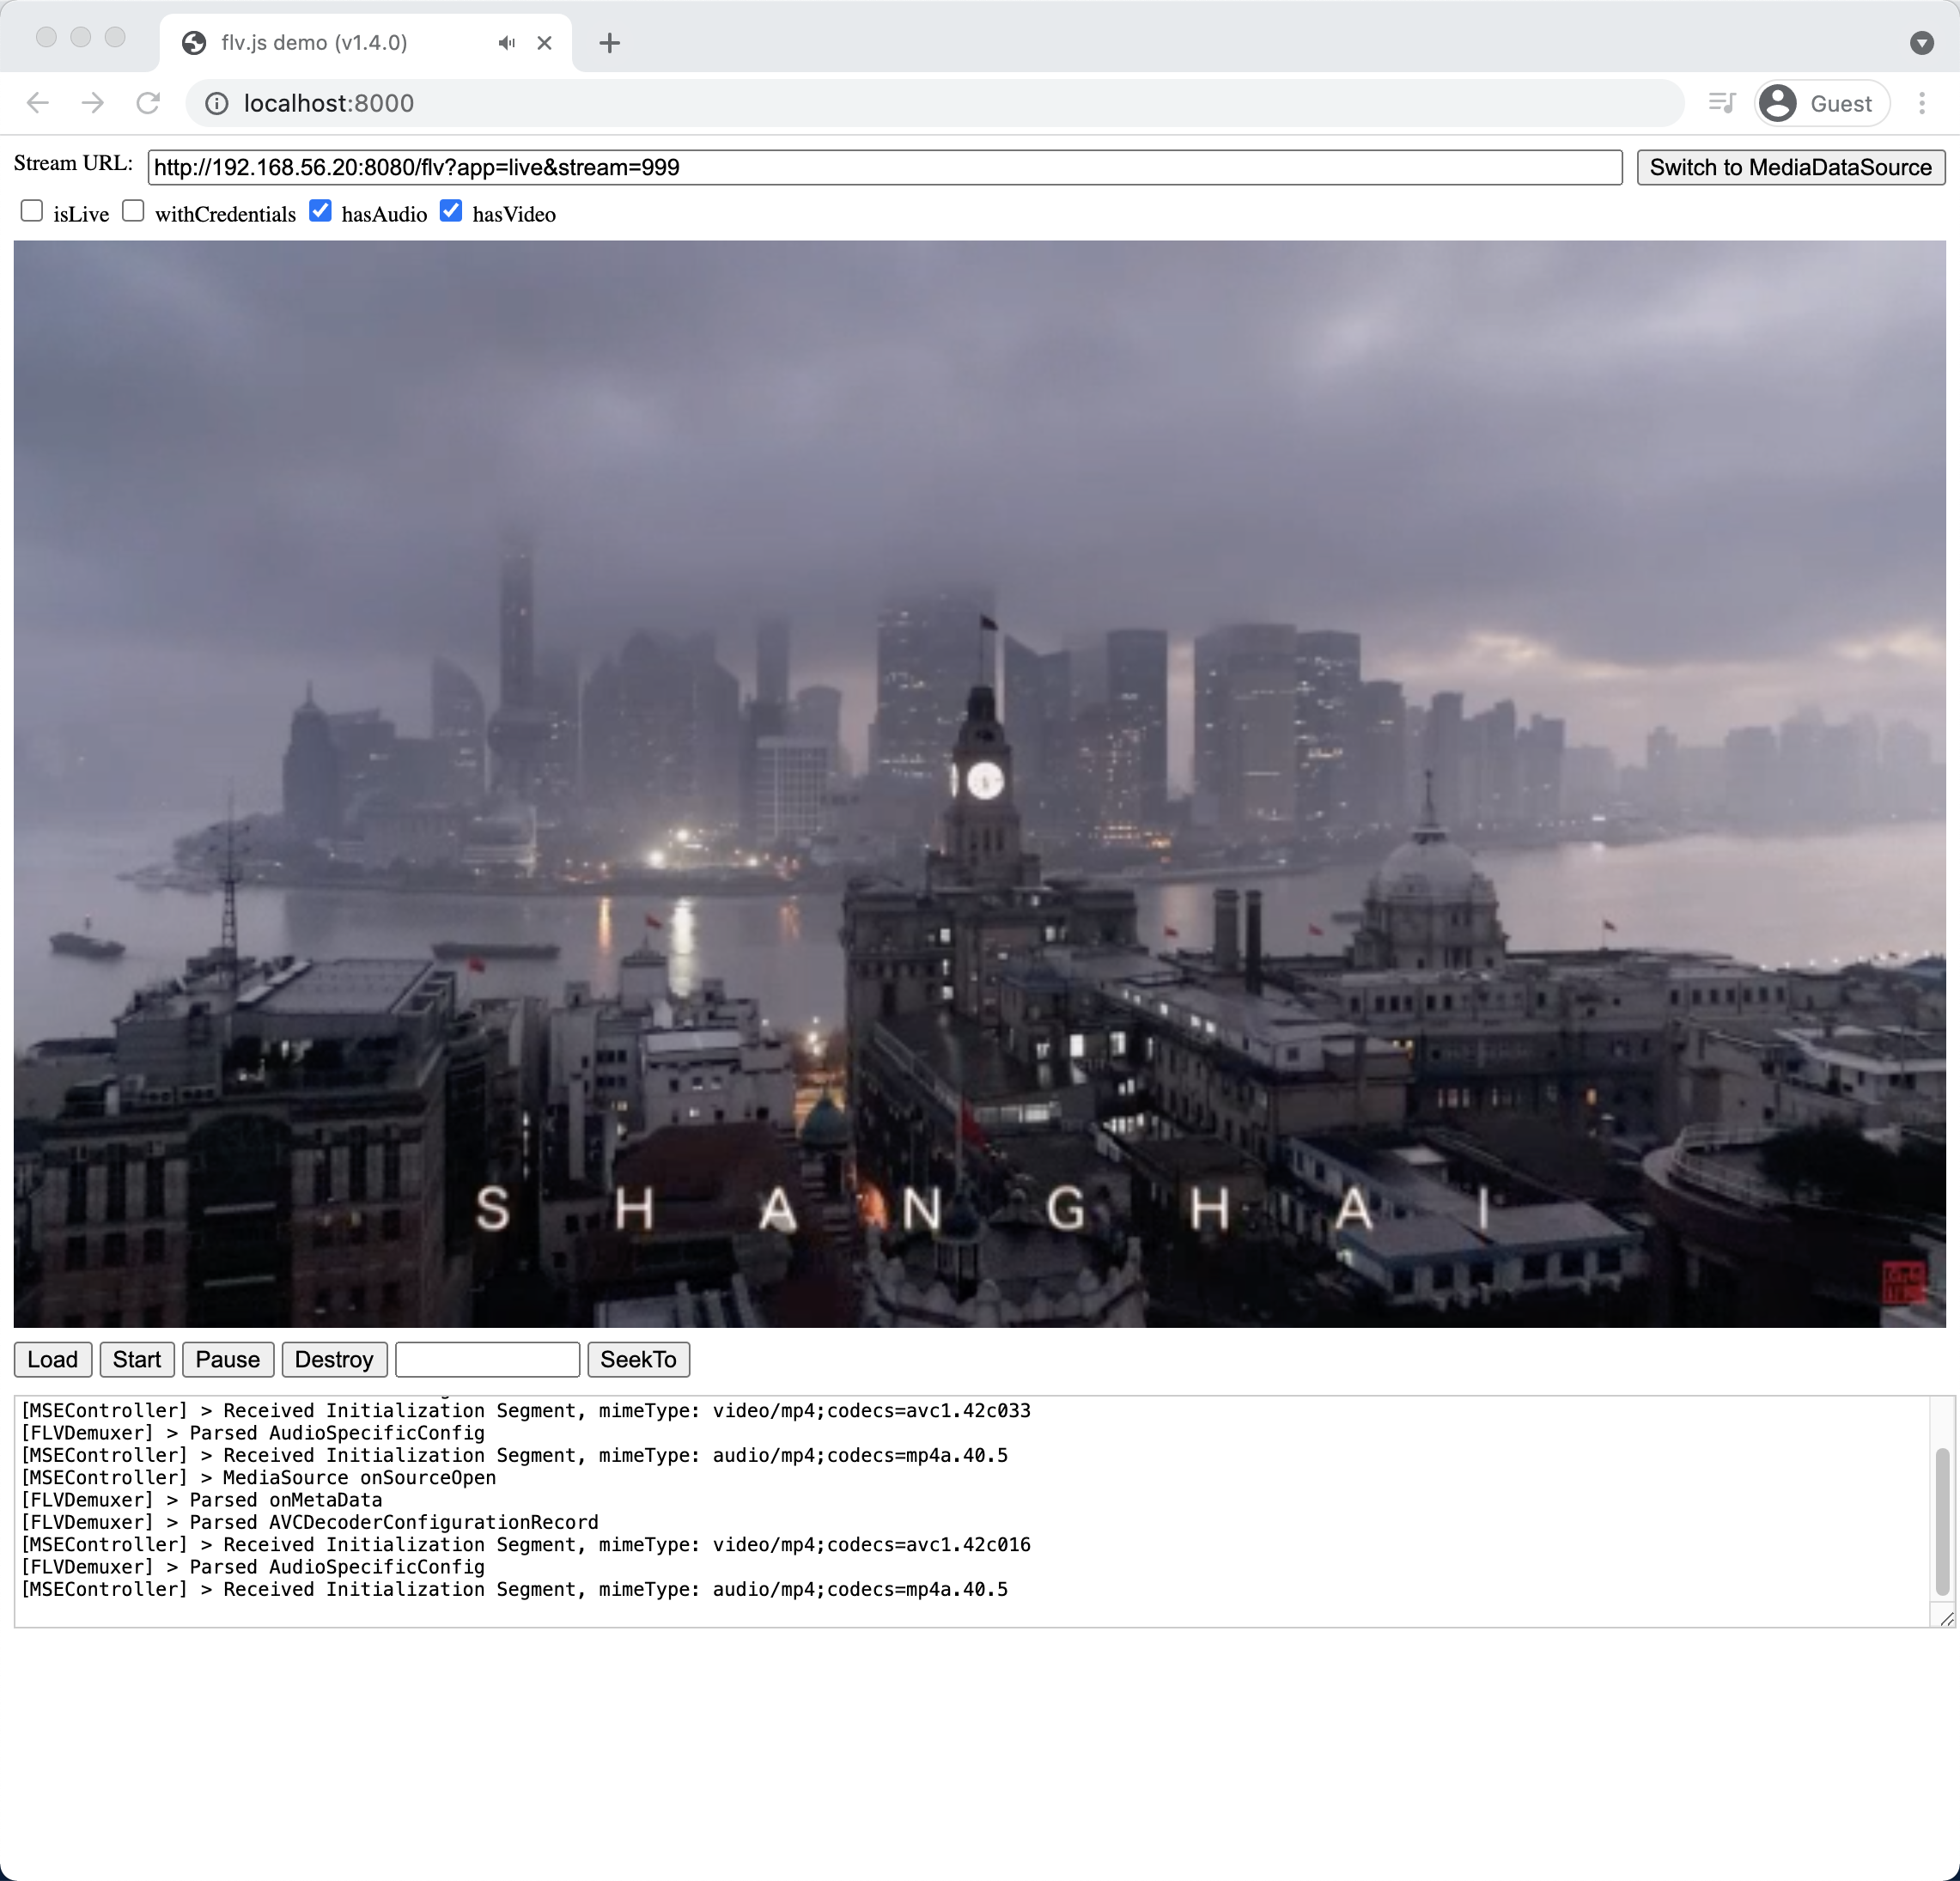 flv.js demo (v1.4.0)
localhost:8000
Guest
Stream URL: http://192.168.56.20:8080/flv?app=live&stream=999 Switch to MediaDataSource
isLive withCredentials hasAudio hasVideo
S H A N G H A I
Load Start Pause Destroy SeekTo
[MSEController] > Received Initialization Segment, mimeType: video/mp4;codecs=avc1.42c033
[FLVDemuxer] > Parsed AudioSpecificConfig
[MSEController] > Received Initialization Segment, mimeType: audio/mp4;codecs=mp4a.40.5
[MSEController] > MediaSource onSourceOpen
[FLVDemuxer] > Parsed onMetaData
[FLVDemuxer] > Parsed AVCDecoderConfigurationRecord
[MSEController] > Received Initialization Segment, mimeType: video/mp4;codecs=avc1.42c016
[FLVDemuxer] > Parsed AudioSpecificConfig
[MSEController] > Received Initialization Segment, mimeType: audio/mp4;codecs=mp4a.40.5